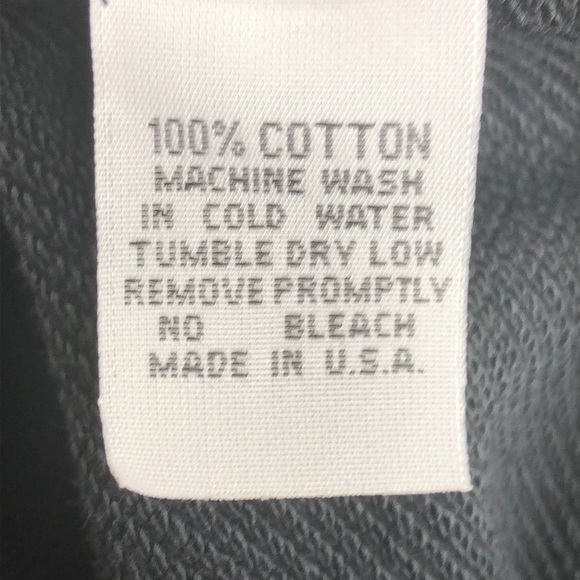 100% COTTON
MACHINE WASH
IN COLD WATER
TUMBLE DRY LOW
REMOVE PROMPTLY
NO BLEACH
MADE IN U.S.A.